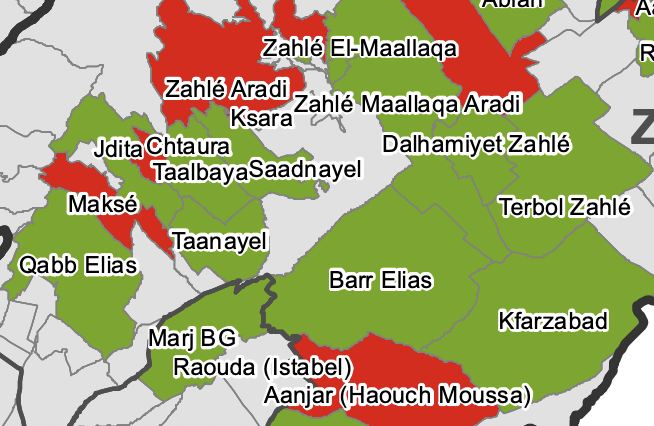 Ablah
Zahlé El-Maallaqa
Zahlé Aradi
Zahlé Maallaqa Aradi
Ksara
Z
Jdita
Chtaura
Dalhamiyet Zahlé
Taalbaya
Saadnayel
Maksé
Terbol Zahlé
Taanayel
Qabb Elias
Barr Elias
Kfarzabad
Marj BG
Raouda (Istabel)
Aanjar (Haouch Moussa)